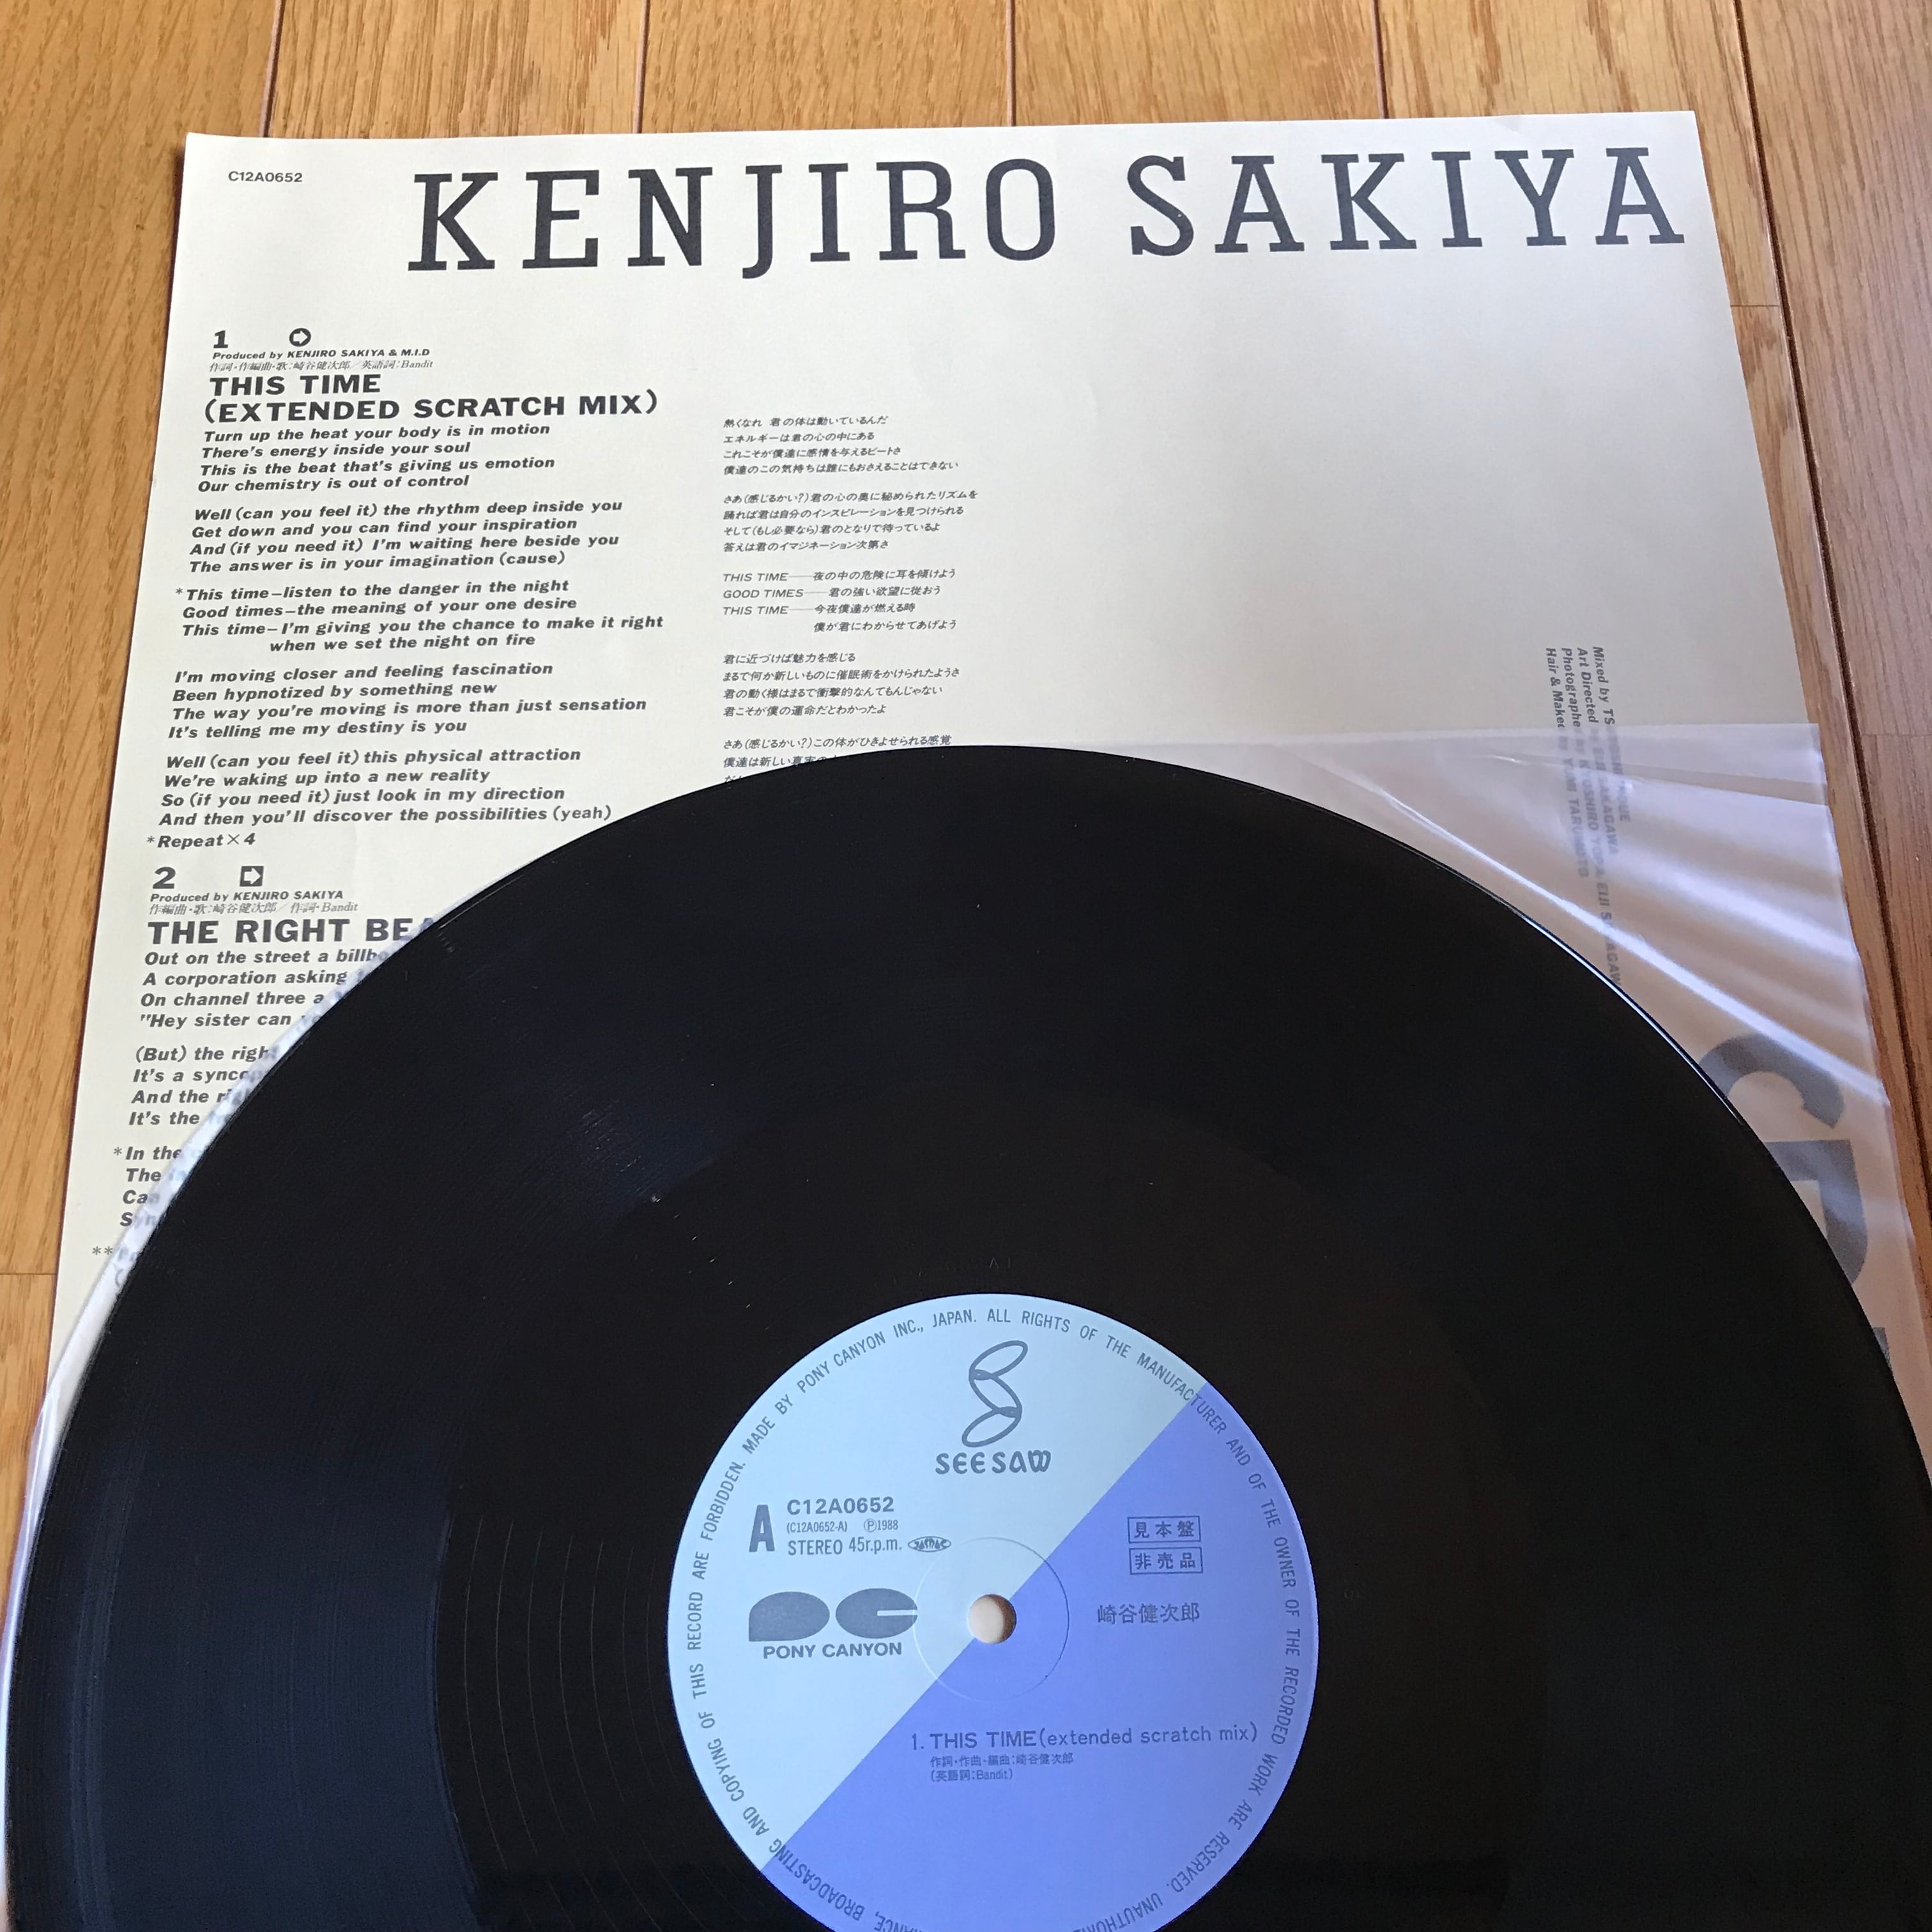 C12A0652
KENJIRO SAKIYA
1
Produced by KENJIRO SAKIYA & M.I.D
作詞・作編曲・歌:崎谷健次郎/英語詞:Bandit
THIS TIME
(EXTENDED SCRATCH MIX)
Turn up the heat your body is in motion
There's energy inside your soul
This is the beat that's giving us emotion
Our chemistry is out of control
Well (can you feel it) the rhythm deep inside you
Get down and you can find your inspiration
And (if you need it) I'm waiting here beside you
The answer is in your imagination (cause)
*This time–listen to the danger in the night
Good times–the meaning of your one desire
This time–I'm giving you the chance to make it right
when we set the night on fire
I'm moving closer and feeling fascination
Been hypnotized by something new
The way you're moving is more than just sensation
It's telling me my destiny is you
Well (can you feel it) this physical attraction
We're waking up into a new reality
So (if you need it) just look in my direction
And then you'll discover the possibilities (yeah)
*Repeat×4
熱くなれ 君の体は動いているんだ
エネルギーは君の心の中にある
これこそが僕達に感情を与えるビートさ
僕達のこの気持ちは誰にもおさえることはできない
さあ(感じるかい?)君の心の奥に秘められたリズムを
踊れば君は自分のインスピレーションを見つけられる
そして(もし必要なら)君のとなりで待っているよ
答えは君のイマジネーション次第さ
THIS TIME──夜の中の危険に耳を傾けよう
GOOD TIMES──君の強い欲望に従おう
THIS TIME──今夜僕達が燃える時
僕が君にわからせてあげよう
君に近づけば魅力を感じる
まるで何か新しいものに催眠術をかけられたようさ
君の動く様はまるで衝撃的なんてもんじゃない
君こそが僕の運命だとわかったよ
さあ(感じるかい?)この体がひきよせられる感覚
僕達は新しい真実の
2
Produced by KENJIRO SAKIYA
作編曲・歌:崎谷健次郎/作詞・Bandit
THE RIGHT BEA
Out on the street a billbo
A corporation asking
On channel three a
"Hey sister can
(But) the right
It's a synco
And the ri
It's the
*In the
The
Can
Syn
**
Mixed by
Art Directed by
Photographe
Hair & Make
MADE BY PONY CANYON INC., JAPAN. ALL RIGHTS OF THE MANUFACTURER AND OF THE OWNER OF THE RECORDED WORK ARE RESERVED. UNAUTHOR
BROADCASTING AND COPYING OF THIS RECORD ARE FORBIDDEN.
SEE SAW
A
C12A0652
(C12A0652-A) Ⓟ1988
STEREO 45r.p.m. JASRAC
PONY CANYON
見本盤
非売品
崎谷健次郎
1. THIS TIME(extended scratch mix)
作詞・作曲・編曲:崎谷健次郎
(英語詞:Bandit)